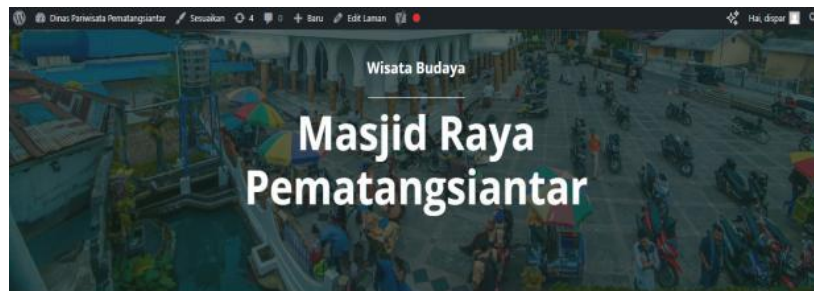 Dinas Pariwisata Pematangsiantar Sesuaikan 4 0 + Baru Edit Laman Hai, dispar
Wisata Budaya
Masjid Raya
Pematangsiantar